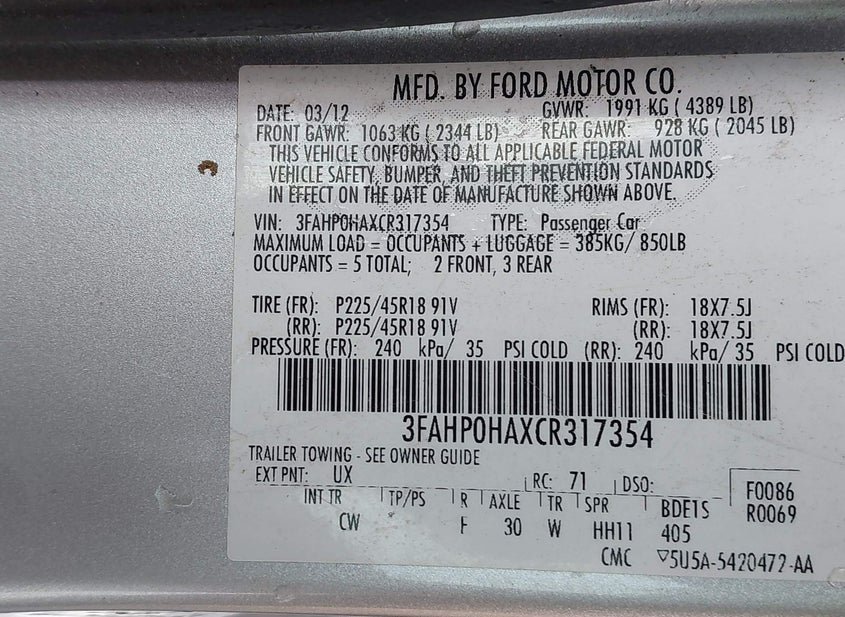 MFD. BY FORD MOTOR CO.
DATE: 03/12 GVWR: 1991 KG ( 4389 LB)
FRONT GAWR: 1063 KG ( 2344 LB) REAR GAWR: 928 KG ( 2045 LB)
THIS VEHICLE CONFORMS TO ALL APPLICABLE FEDERAL MOTOR
VEHICLE SAFETY, BUMPER, AND THEFT PREVENTION STANDARDS
IN EFFECT ON THE DATE OF MANUFACTURE SHOWN ABOVE.
VIN: 3FAHP0HAXCR317354 TYPE: Passenger Car
MAXIMUM LOAD = OCCUPANTS + LUGGAGE = 385KG/ 850LB
OCCUPANTS = 5 TOTAL; 2 FRONT, 3 REAR
TIRE (FR): P225/45R18 91V RIMS (FR): 18X7.5J
(RR): P225/45R18 91V (RR): 18X7.5J
PRESSURE (FR): 240 kPa/ 35 PSI COLD (RR): 240 kPa/ 35 PSI COLD
3FAHP0HAXCR317354
TRAILER TOWING - SEE OWNER GUIDE
EXT PNT: UX RC: 71 DSO: F0086
INT TR TP/PS R AXLE TR SPR BDE1S R0069
CW F 30 W HH11 405
CMC ▽5U5A-5420472-AA